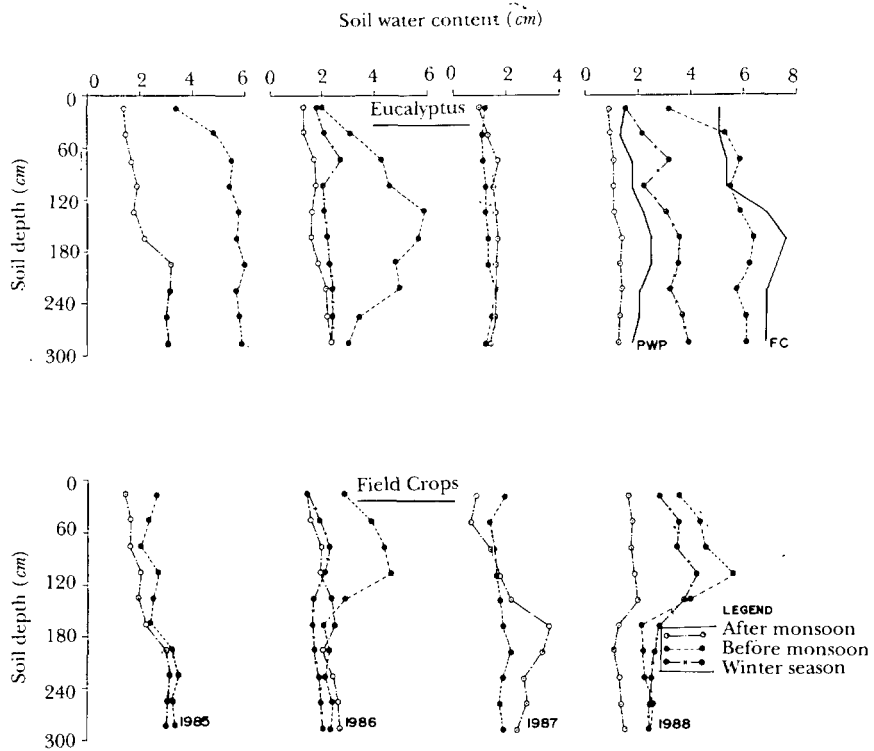 Soil water content (cm)
0 2 4 6 0 2 4 6 0 2 4 0 2 4 6 8
Eucalyptus
Soil depth (cm)
0
60
120
180
240
300
PWP
FC
Field Crops
Soil depth (cm)
0
60
120
180
240
300
1985
1986
1987
1988
LEGEND
After monsoon
Before monsoon
Winter season